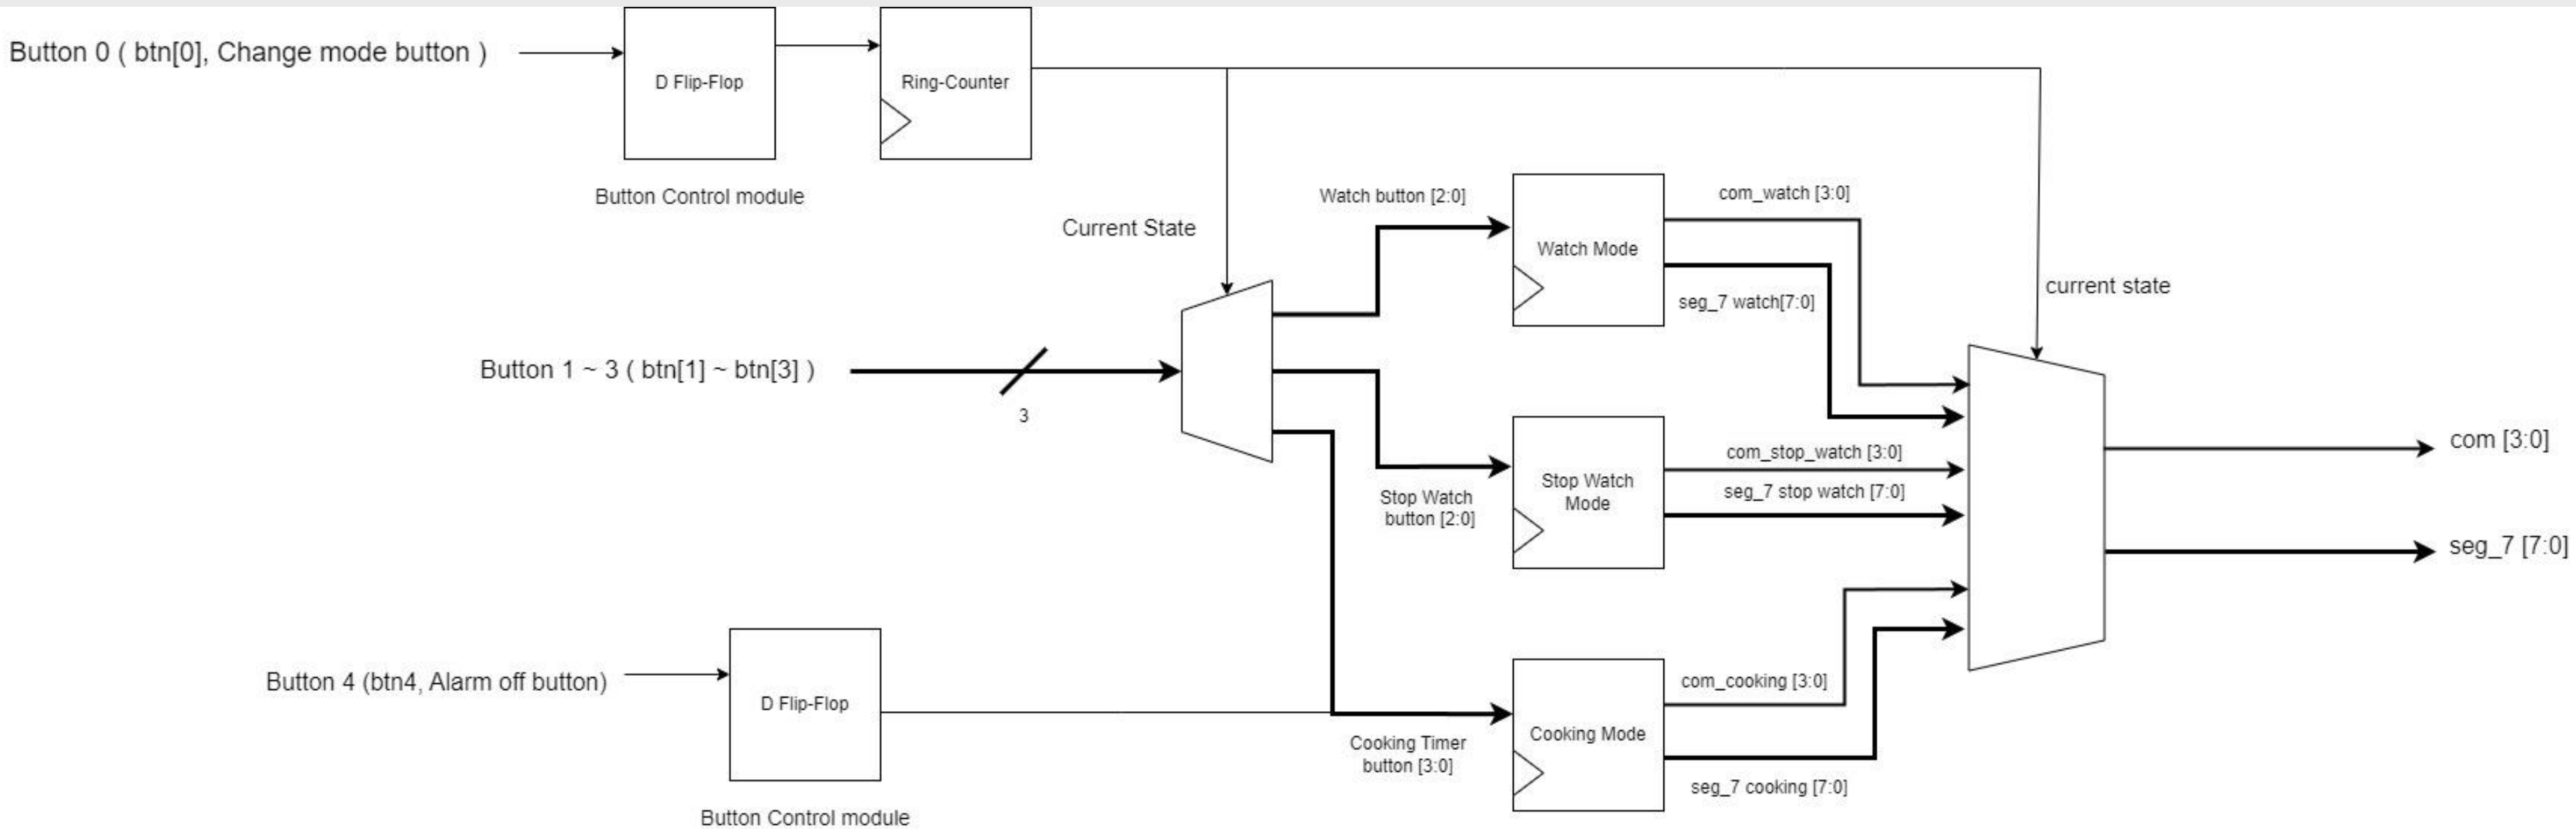 Button 0 ( btn[0], Change mode button )
D Flip-Flop
Ring-Counter
Button Control module
Watch button [2:0]
com_watch [3:0]
Current State
Watch Mode
seg_7 watch[7:0]
current state
Button 1 ~ 3 ( btn[1] ~ btn[3] )
3
com_stop_watch [3:0]
com [3:0]
Stop Watch
Mode
seg_7 stop watch [7:0]
Stop Watch
button [2:0]
seg_7 [7:0]
Button 4 (btn4, Alarm off button)
D Flip-Flop
com_cooking [3:0]
Cooking Mode
Cooking Timer
button [3:0]
seg_7 cooking [7:0]
Button Control module